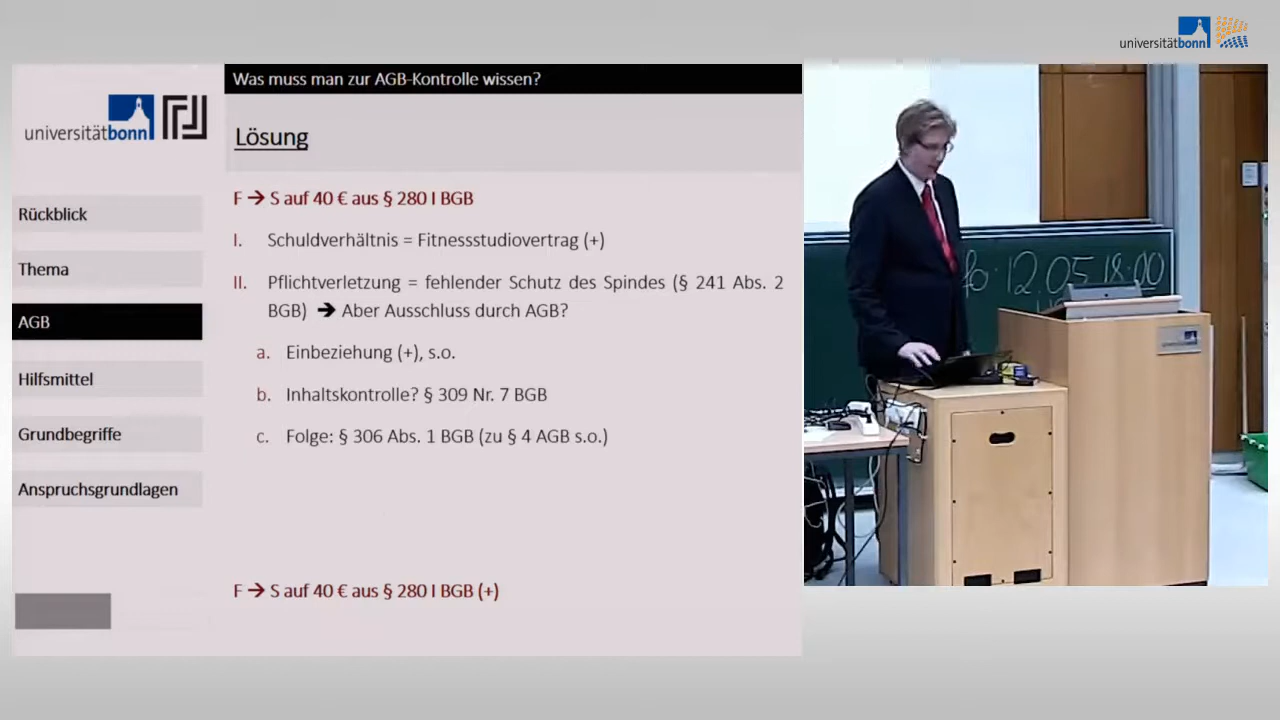 universitätbonn
Was muss man zur AGB-Kontrolle wissen?
universitätbonn
Lösung
Rückblick
Thema
AGB
Hilfsmittel
Grundbegriffe
Anspruchsgrundlagen
F → S auf 40 € aus § 280 I BGB
I. Schuldverhältnis = Fitnessstudiovertrag (+)
II. Pflichtverletzung = fehlender Schutz des Spindes (§ 241 Abs. 2
BGB) → Aber Ausschluss durch AGB?
a. Einbeziehung (+), s.o.
b. Inhaltskontrolle? § 309 Nr. 7 BGB
c. Folge: § 306 Abs. 1 BGB (zu § 4 AGB s.o.)
F → S auf 40 € aus § 280 I BGB (+)
12.05 18:00